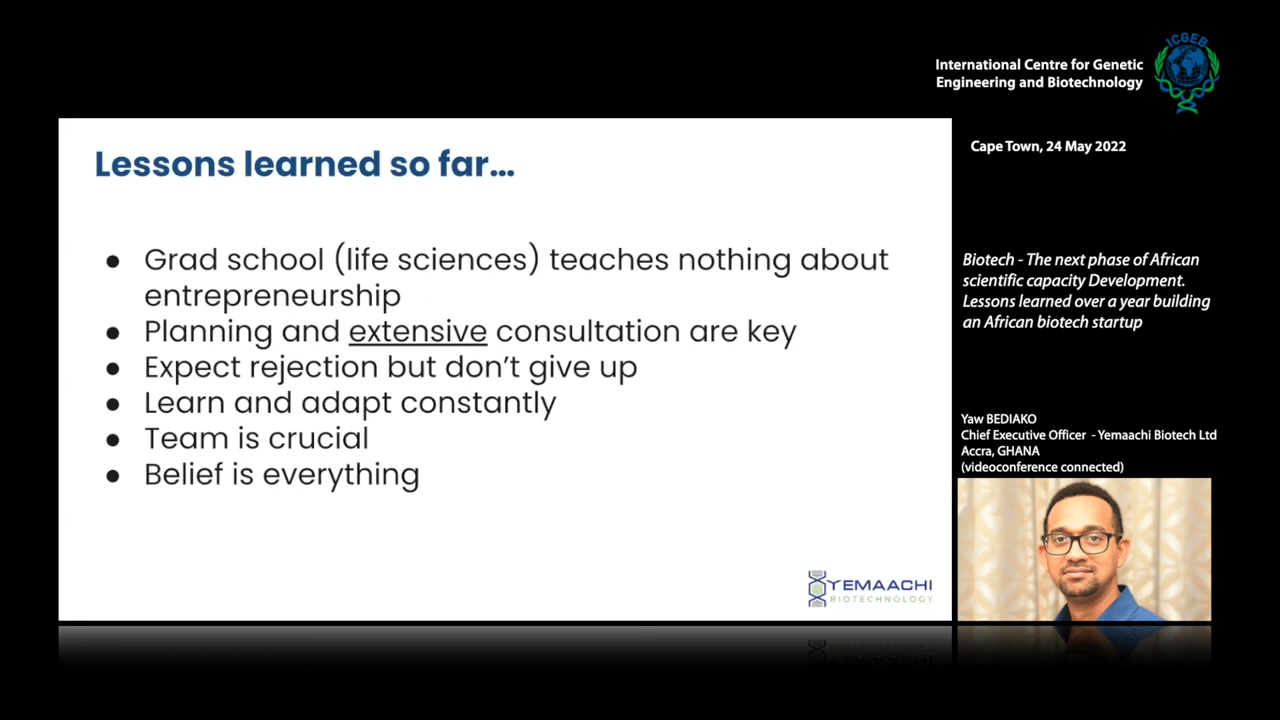 ICGEB
International Centre for Genetic
Engineering and Biotechnology
Cape Town, 24 May 2022
Lessons learned so far...
● Grad school (life sciences) teaches nothing about
entrepreneurship
● Planning and extensive consultation are key
● Expect rejection but don't give up
● Learn and adapt constantly
● Team is crucial
● Belief is everything
YEMAACHI
BIOTECHNOLOGY
Biotech - The next phase of African
scientific capacity Development.
Lessons learned over a year building
an African biotech startup
Yaw BEDIAKO
Chief Executive Officer - Yemaachi Biotech Ltd
Accra, GHANA
(videoconference connected)